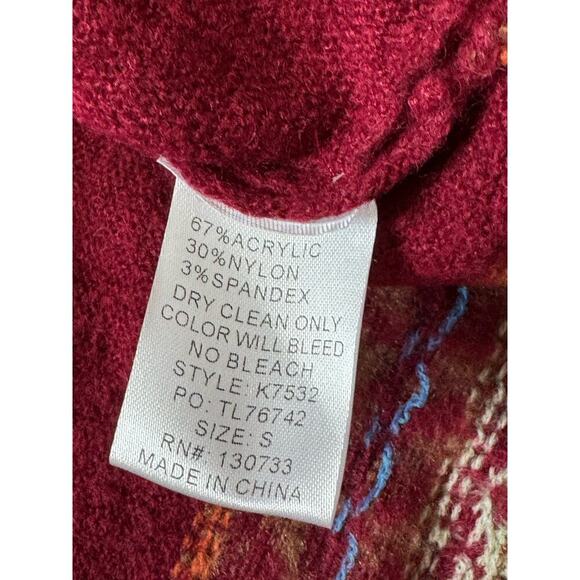 67%ACRYLIC
30%NYLON
3%SPANDEX
DRY CLEAN ONLY
COLOR WILL BLEED
NO BLEACH
STYLE: K7532
PO: TL76742
SIZE: S
RN#: 130733
MADE IN CHINA